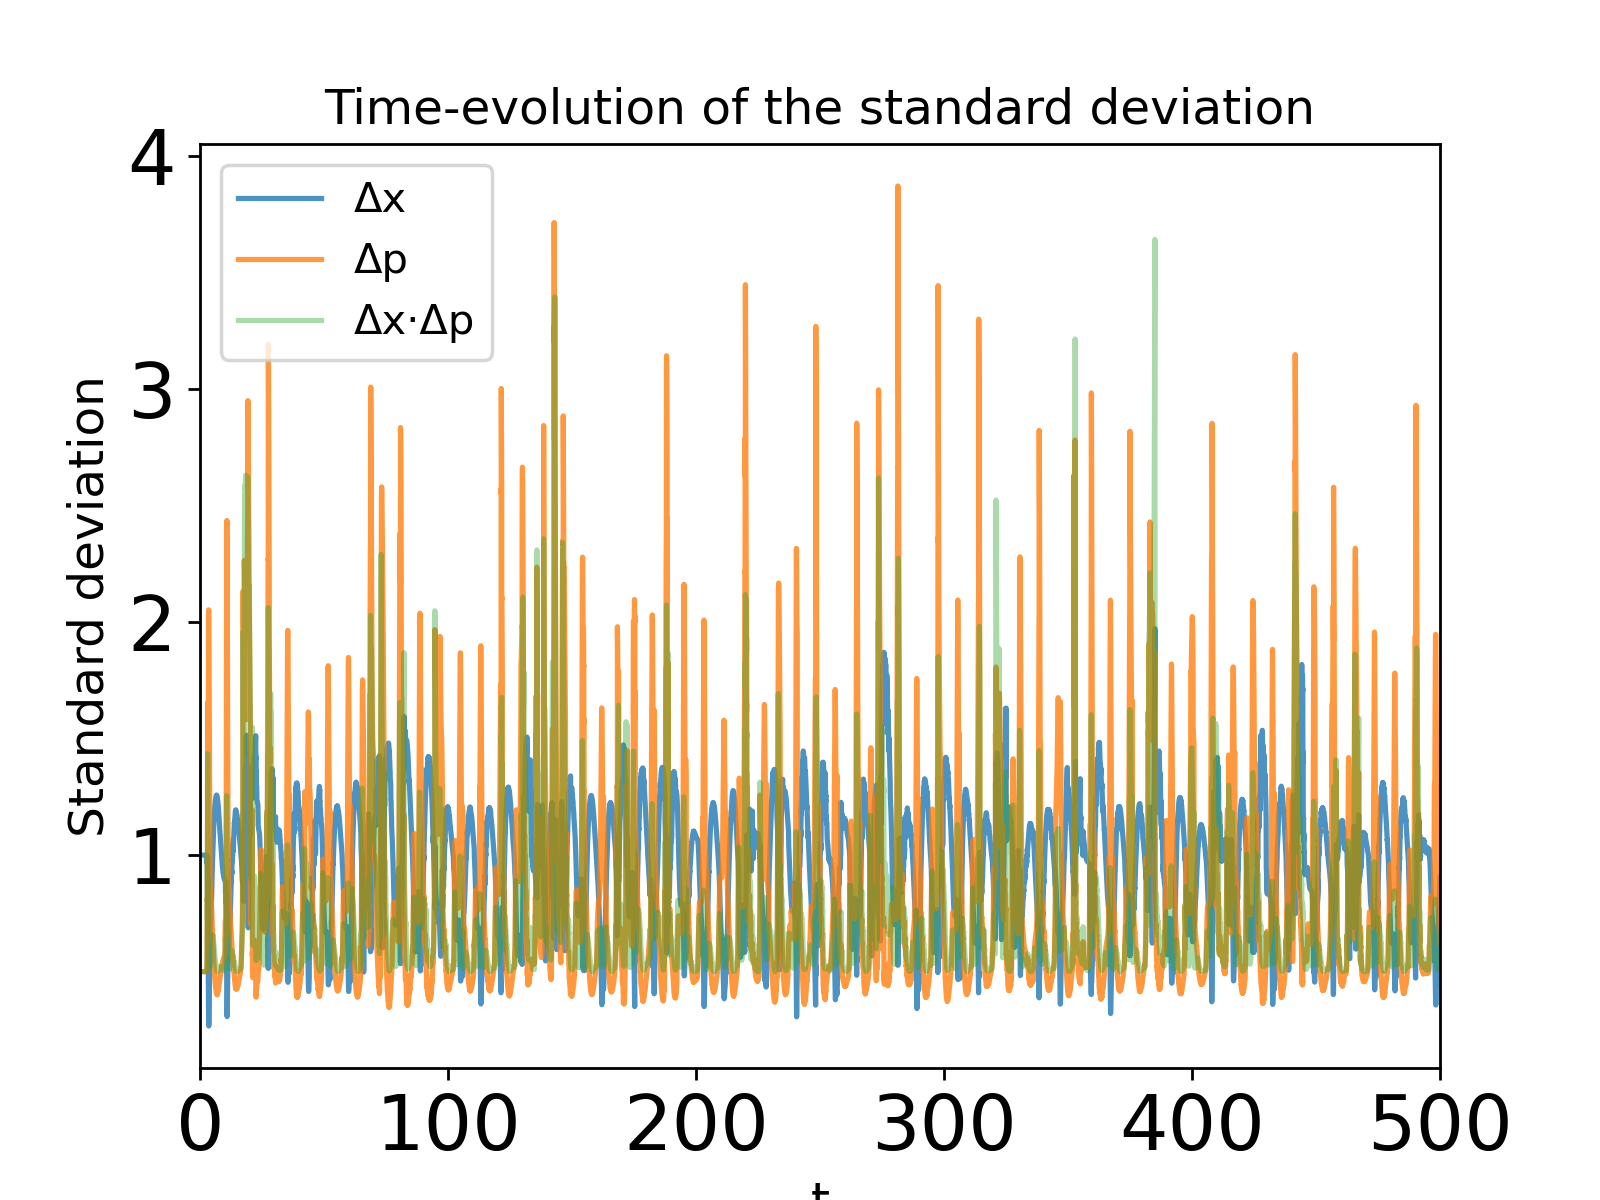 Time-evolution of the standard deviation
Δx
Δp
Δx·Δp
Standard deviation
4
3
2
1
0 100 200 300 400 500
t